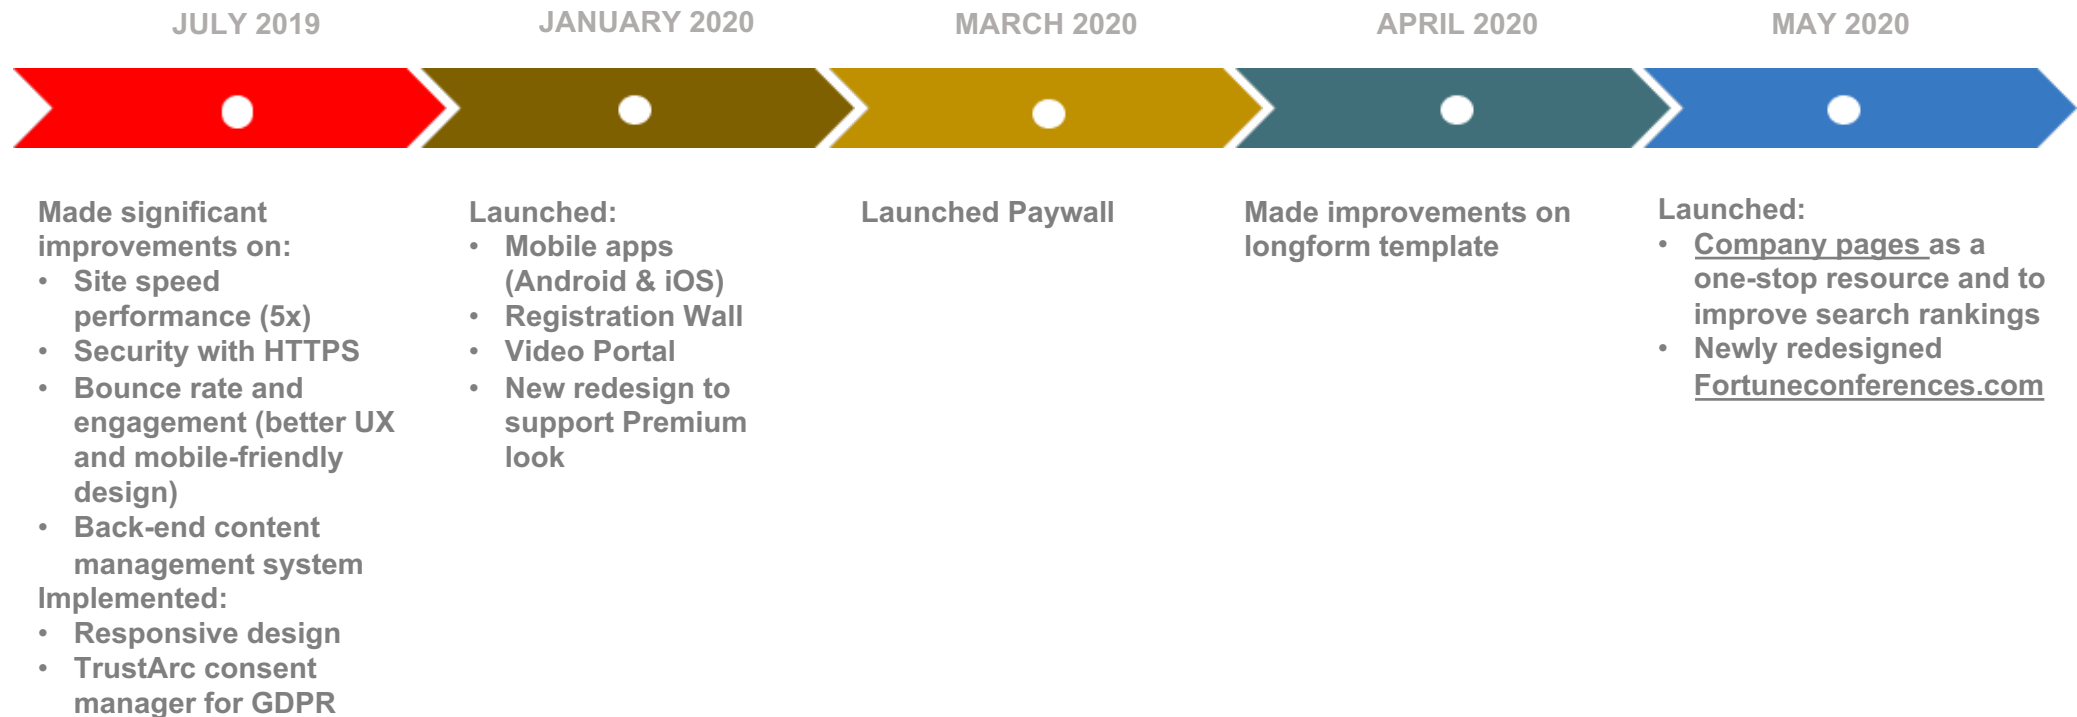 JULY 2019
JANUARY 2020
MARCH 2020
APRIL 2020
MAY 2020
Made significant
improvements on:
• Site speed
performance (5x)
• Security with HTTPS
• Bounce rate and
engagement (better UX
and mobile-friendly
design)
• Back-end content
management system
Implemented:
• Responsive design
• TrustArc consent
manager for GDPR
Launched:
• Mobile apps
(Android & iOS)
• Registration Wall
• Video Portal
• New redesign to
support Premium
look
Launched Paywall
Made improvements on
longform template
Launched:
• Company pages as a
one-stop resource and to
improve search rankings
• Newly redesigned
Fortuneconferences.com